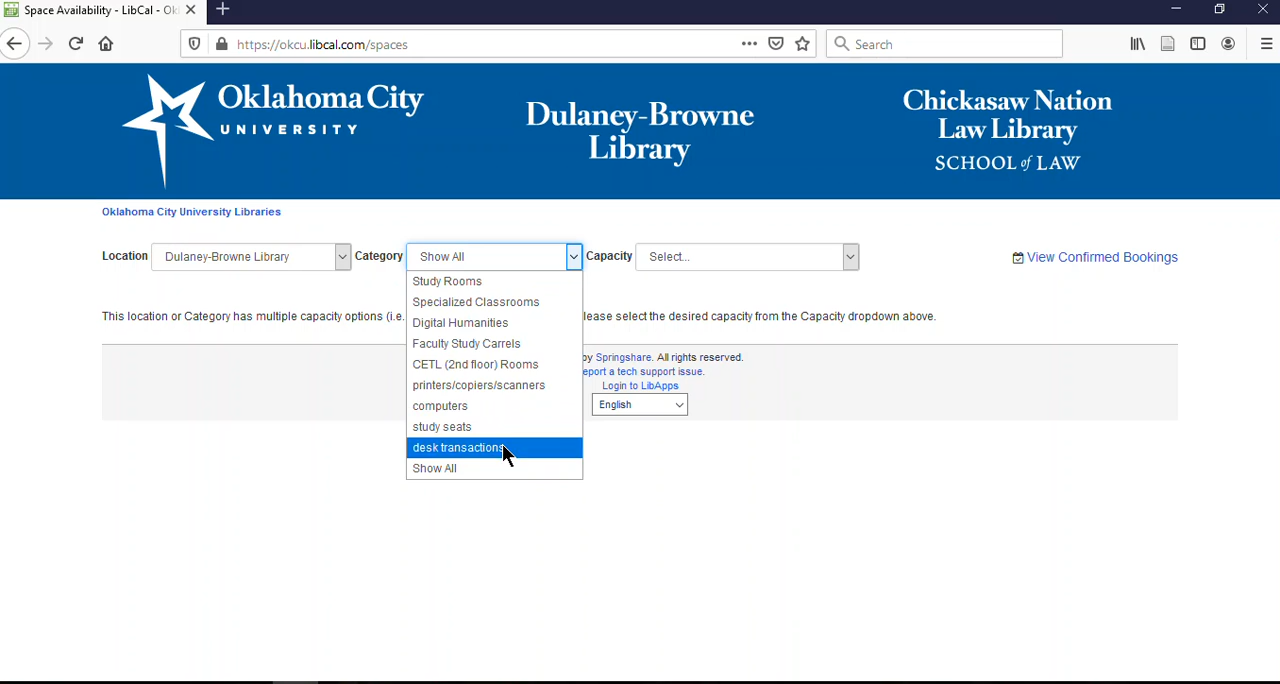 Space Availability - LibCal - Ok
https://okcu.libcal.com/spaces
Search
Oklahoma City
UNIVERSITY
Dulaney-Browne
Library
Chickasaw Nation
Law Library
SCHOOL of LAW
Oklahoma City University Libraries
Location Dulaney-Browne Library Category Show All Capacity Select... View Confirmed Bookings
Study Rooms
Specialized Classrooms
Digital Humanities
Faculty Study Carrels
CETL (2nd floor) Rooms
printers/copiers/scanners
computers
study seats
desk transactions
Show All
This location or Category has multiple capacity options (i.e. lease select the desired capacity from the Capacity dropdown above.
by Springshare. All rights reserved.
eport a tech support issue.
Login to LibApps
English